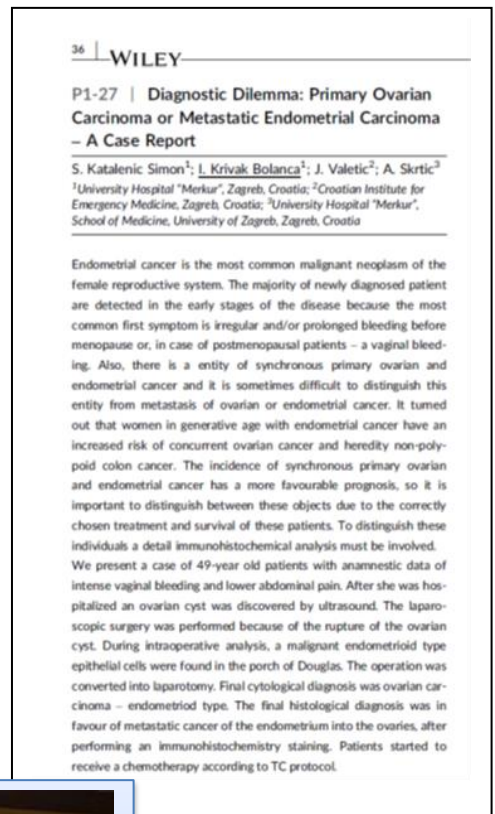 36 | WILEY
P1-27 | Diagnostic Dilemma: Primary Ovarian
Carcinoma or Metastatic Endometrial Carcinoma
– A Case Report
S. Katalenic Simon¹; I. Krivak Bolanca¹; J. Valetic²; A. Skrtic³
¹University Hospital "Merkur", Zagreb, Croatia; ²Croatian Institute for
Emergency Medicine, Zagreb, Croatia; ³University Hospital "Merkur",
School of Medicine, University of Zagreb, Zagreb, Croatia
Endometrial cancer is the most common malignant neoplasm of the
female reproductive system. The majority of newly diagnosed patient
are detected in the early stages of the disease because the most
common first symptom is irregular and/or prolonged bleeding before
menopause or, in case of postmenopausal patients – a vaginal bleed-
ing. Also, there is a entity of synchronous primary ovarian and
endometrial cancer and it is sometimes difficult to distinguish this
entity from metastasis of ovarian or endometrial cancer. It turned
out that women in generative age with endometrial cancer have an
increased risk of concurrent ovarian cancer and heredity non-poly-
poid colon cancer. The incidence of synchronous primary ovarian
and endometrial cancer has a more favourable prognosis, so it is
important to distinguish between these objects due to the correctly
chosen treatment and survival of these patients. To distinguish these
individuals a detail immunohistochemical analysis must be involved.
We present a case of 49-year old patients with anamnestic data of
intense vaginal bleeding and lower abdominal pain. After she was hos-
pitalized an ovarian cyst was discovered by ultrasound. The laparo-
scopic surgery was performed because of the rupture of the ovarian
cyst. During intraoperative analysis, a malignant endometrioid type
epithelial cells were found in the porch of Douglas. The operation was
converted into laparotomy. Final cytological diagnosis was ovarian car-
cinoma – endometriod type. The final histological diagnosis was in
favour of metastatic cancer of the endometrium into the ovaries, after
performing an immunohistochemistry staining. Patients started to
receive a chemotherapy according to TC protocol.